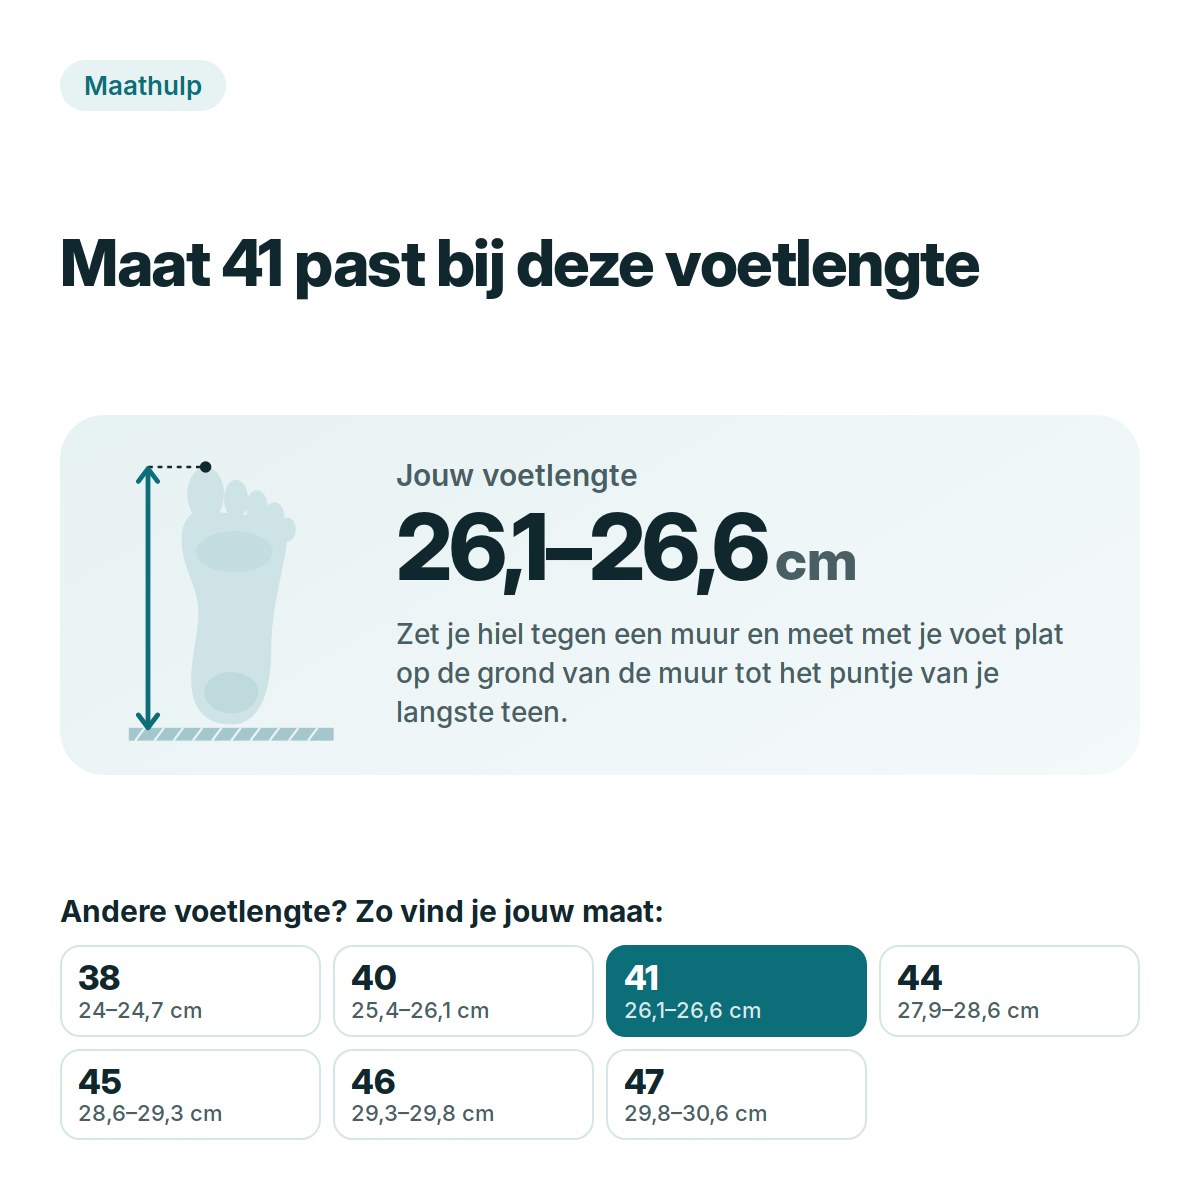 Maathulp
Maat 41 past bij deze voetlengte
Jouw voetlengte
26,1–26,6 cm
Zet je hiel tegen een muur en meet met je voet plat
op de grond van de muur tot het puntje van je
langste teen.
Andere voetlengte? Zo vind je jouw maat:
38
24–24,7 cm
40
25,4–26,1 cm
41
26,1–26,6 cm
44
27,9–28,6 cm
45
28,6–29,3 cm
46
29,3–29,8 cm
47
29,8–30,6 cm